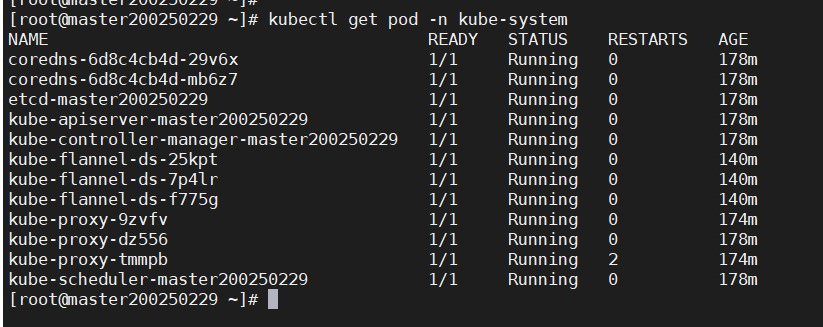 [root@master200250229 ~]#
[root@master200250229 ~]# kubectl get pod -n kube-system
NAME READY STATUS RESTARTS AGE
coredns-6d8c4cb4d-29v6x 1/1 Running 0 178m
coredns-6d8c4cb4d-mb6z7 1/1 Running 0 178m
etcd-master200250229 1/1 Running 0 178m
kube-apiserver-master200250229 1/1 Running 0 178m
kube-controller-manager-master200250229 1/1 Running 0 178m
kube-flannel-ds-25kpt 1/1 Running 0 140m
kube-flannel-ds-7p4lr 1/1 Running 0 140m
kube-flannel-ds-f775g 1/1 Running 0 140m
kube-proxy-9zvfv 1/1 Running 0 174m
kube-proxy-dz556 1/1 Running 0 178m
kube-proxy-tmmpb 1/1 Running 2 174m
kube-scheduler-master200250229 1/1 Running 0 178m
[root@master200250229 ~]#